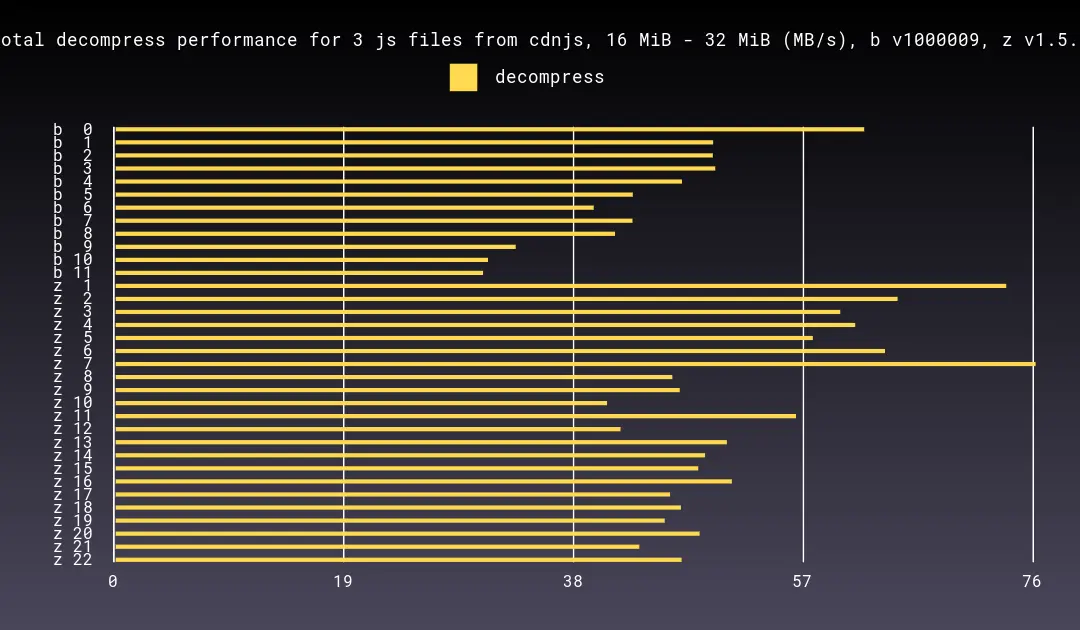 otal decompress performance for 3 js files from cdnjs, 16 MiB - 32 MiB (MB/s), b v1000009, z v1.5.
decompress
b 0
b 1
b 2
b 3
b 4
b 5
b 6
b 7
b 8
b 9
b 10
b 11
z 1
z 2
z 3
z 4
z 5
z 6
z 7
z 8
z 9
z 10
z 11
z 12
z 13
z 14
z 15
z 16
z 17
z 18
z 19
z 20
z 21
z 22
0 19 38 57 76